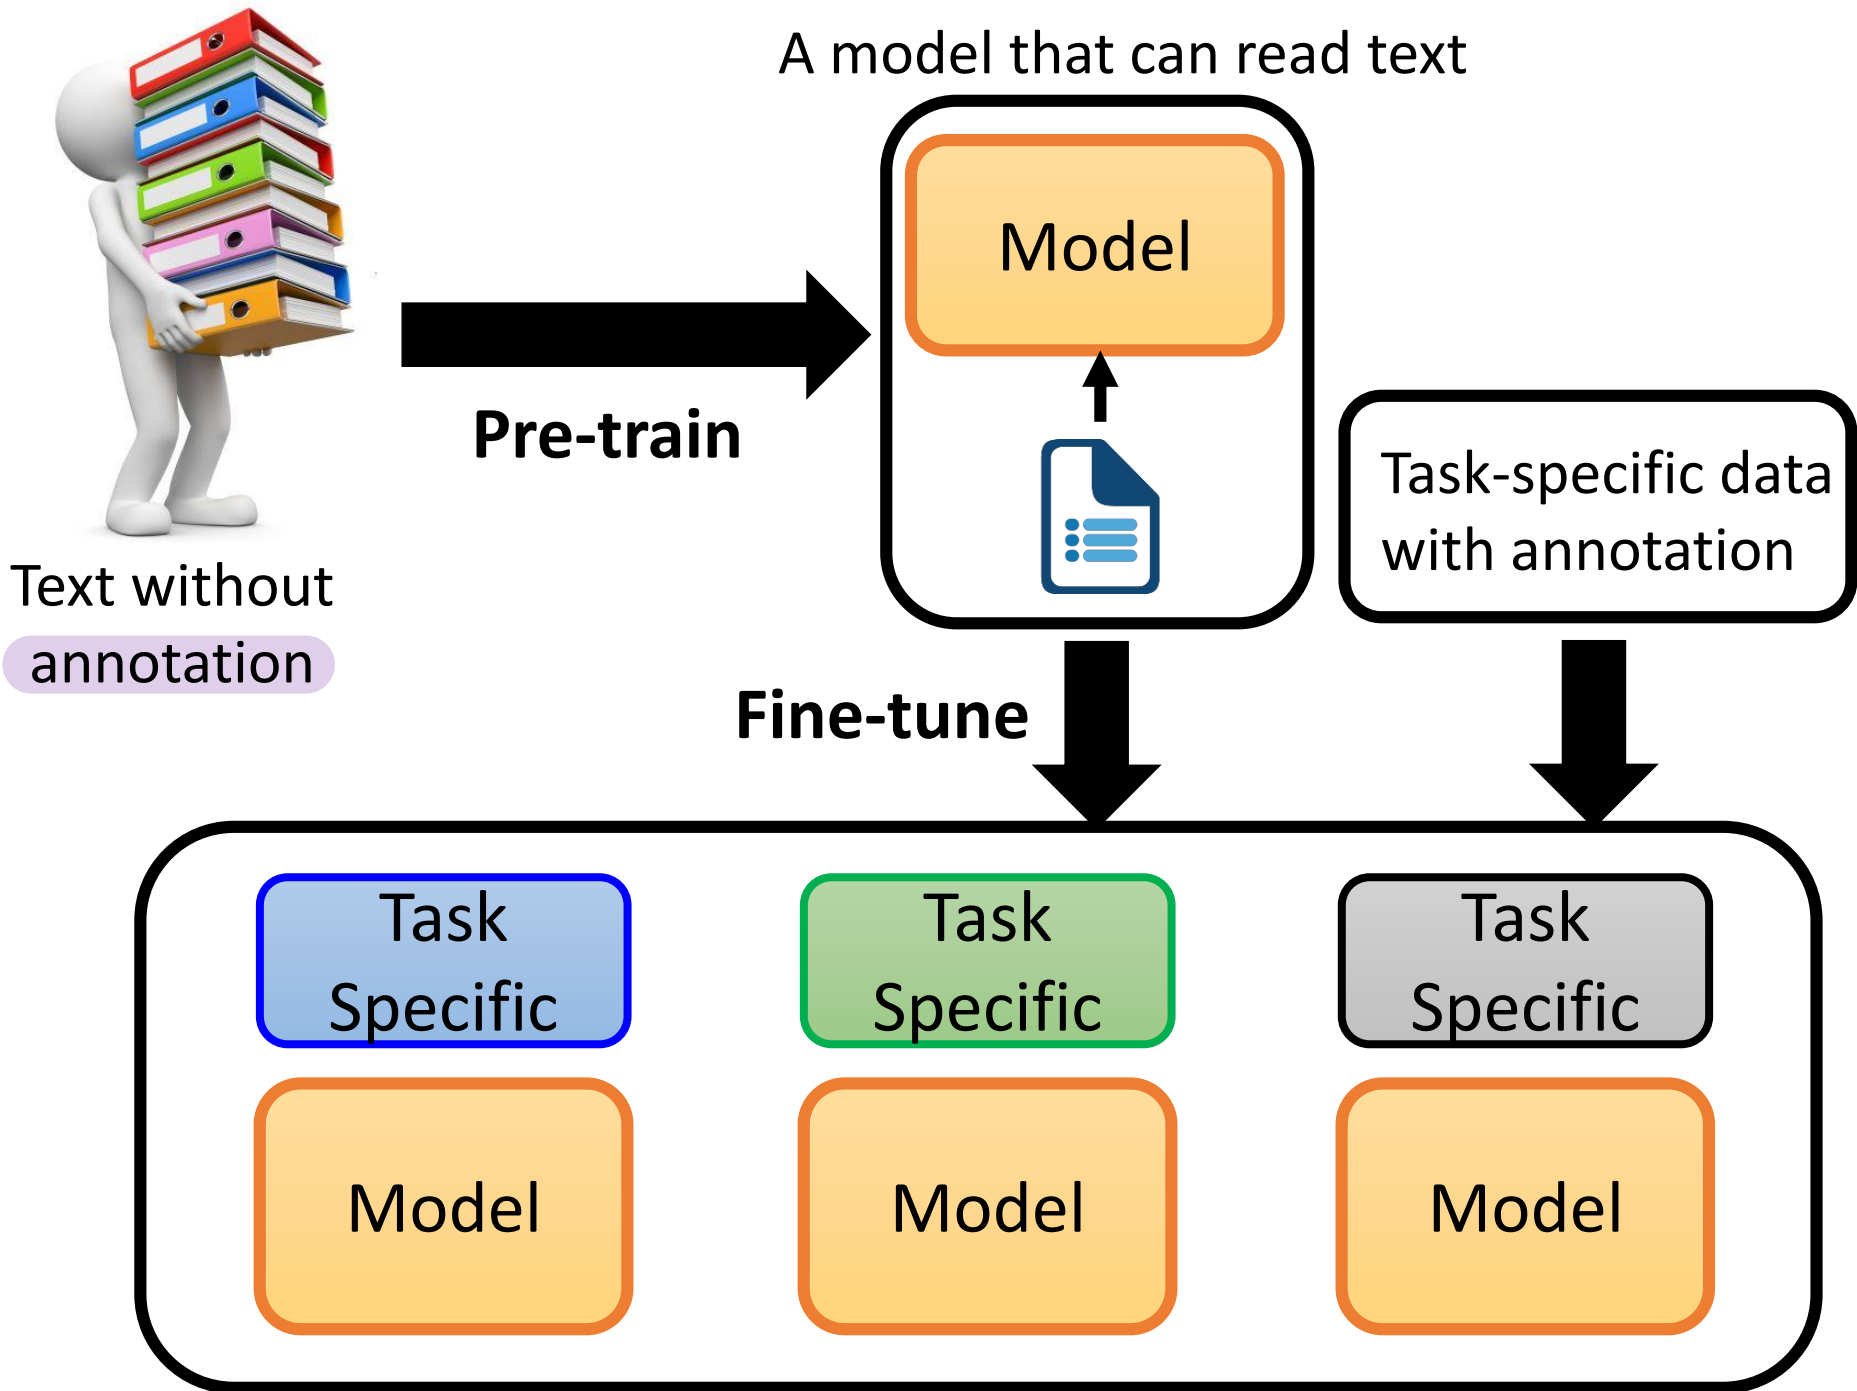 A model that can read text
Model
Pre-train
Task-specific data
with annotation
Text without
annotation
Fine-tune
Task
Specific
Task
Specific
Task
Specific
Model
Model
Model